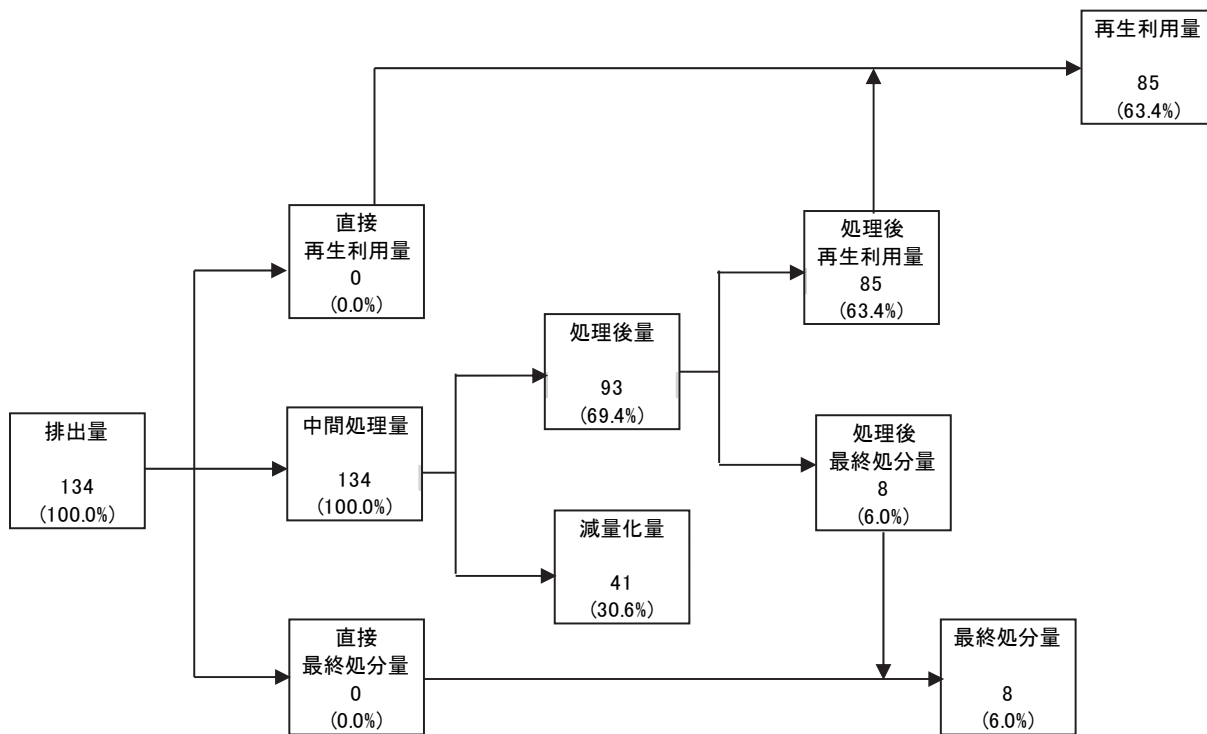 再生利用量
85
(63.4%)
直接
再生利用量
0
(0.0%)
処理後
再生利用量
85
(63.4%)
処理後量
93
(69.4%)
排出量
134
(100.0%)
中間処理量
134
(100.0%)
処理後
最終処分量
8
(6.0%)
減量化量
41
(30.6%)
直接
最終処分量
0
(0.0%)
最終処分量
8
(6.0%)